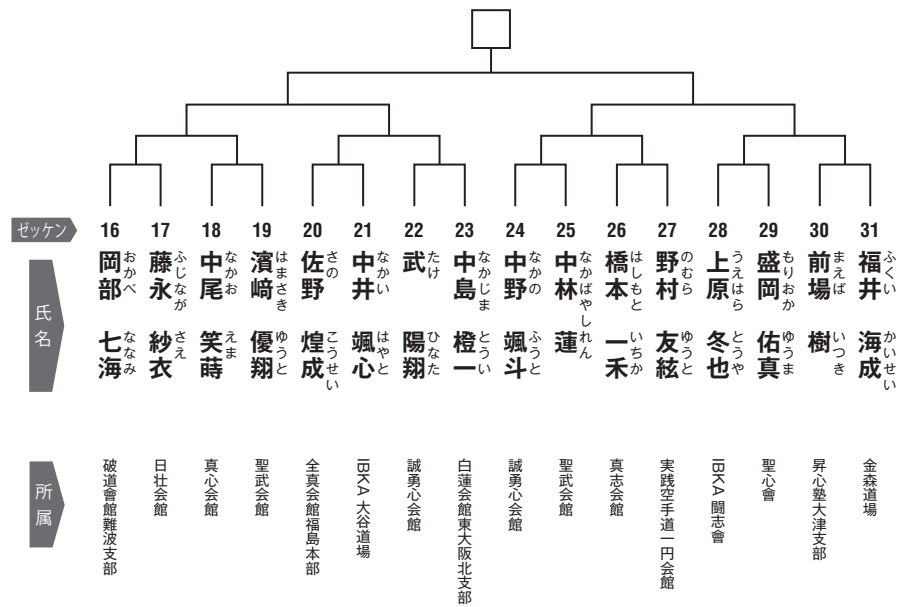 ゼッケン
16 17 18 19 20 21 22 23 24 25 26 27 28 29 30 31
氏名
岡部 七海
おかべ ななみ
藤永 紗衣
ふじなが さえ
中尾 笑蒔
なかお えま
濱﨑 優翔
はまさき ゆうと
佐野 煌成
さの こうせい
中井 颯心
なかい はやと
武 陽翔
たけ ひなた
中島 橙一
なかじま とうい
中野 颯斗
なかの ふうと
中林 蓮
なかばやし れん
橋本 一禾
はしもと いちか
野村 友絃
のむら ゆうと
上原 冬也
うえはら とうや
盛岡 佑真
もりおか ゆうま
前場 樹
まえば いつき
福井 海成
ふくい かいせい
所属
破道會館難波支部
日壮会館
真心会館
聖武会館
全真会館福島本部
IBKA 大谷道場
誠勇心会館
白蓮会館東大阪北支部
誠勇心会館
聖武会館
真志会館
実践空手道一円会館
IBKA 闘志會
聖心會
昇心塾大津支部
金森道場